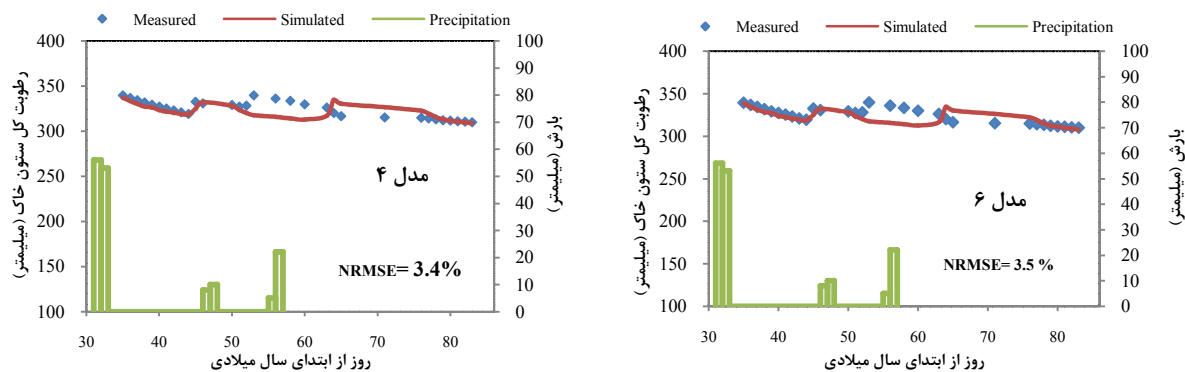 Measured Simulated Precipitation
400
350
300
250
200
150
100
رطوبت کل ستون خاک (میلیمتر)
100
90
80
70
60
50
40
30
20
10
0
بارش (میلیمتر)
مدل ۴
NRMSE= 3.4%
30 40 50 60 70 80
روز از ابتدای سال میلادی
Measured Simulated Precipitation
400
350
300
250
200
150
100
رطوبت کل ستون خاک (میلیمتر)
100
90
80
70
60
50
40
30
20
10
0
بارش (میلیمتر)
مدل ۶
NRMSE= 3.5 %
30 40 50 60 70 80
روز از ابتدای سال میلادی